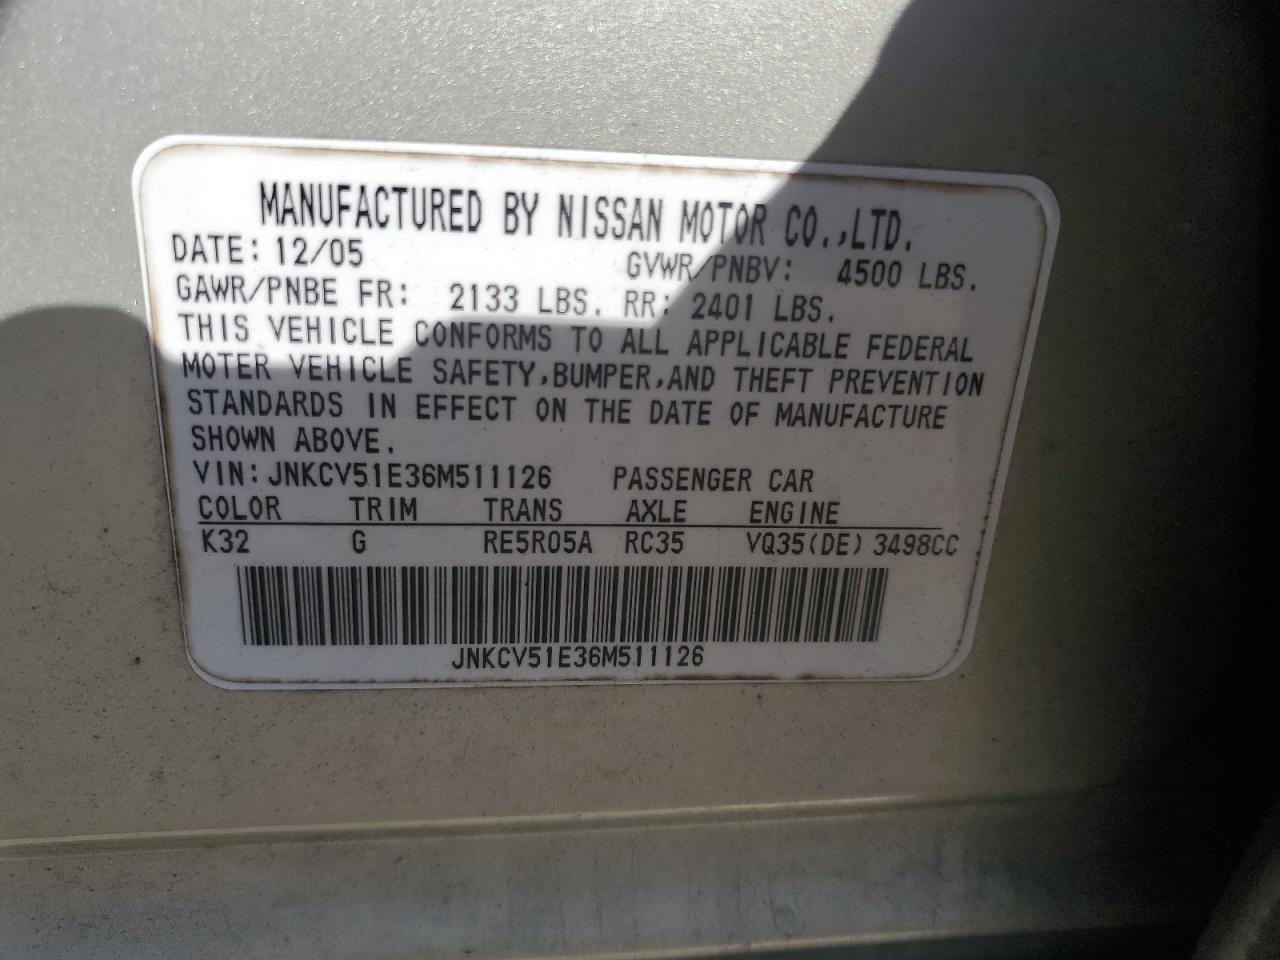 MANUFACTURED BY NISSAN MOTOR CO.,LTD.
DATE: 12/05 GVWR/PNBV: 4500 LBS.
GAWR/PNBE FR: 2133 LBS. RR: 2401 LBS.
THIS VEHICLE CONFORMS TO ALL APPLICABLE FEDERAL
MOTER VEHICLE SAFETY,BUMPER,AND THEFT PREVENTION
STANDARDS IN EFFECT ON THE DATE OF MANUFACTURE
SHOWN ABOVE.
VIN:JNKCV51E36M511126 PASSENGER CAR
COLOR TRIM TRANS AXLE ENGINE
K32 G RE5R05A RC35 VQ35(DE) 3498CC
JNKCV51E36M511126